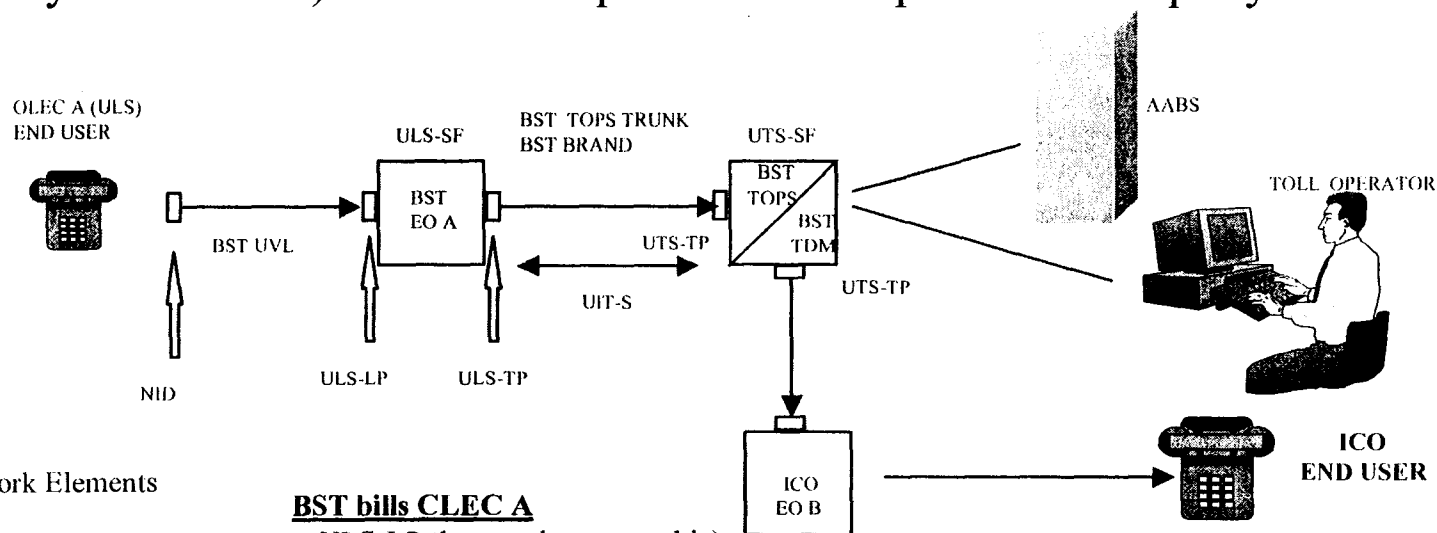 AABS
OLEC A (ULS)
END USER
ULS-SF
BST TOPS TRUNK
BST BRAND
UTS-SF
BST
TOPS
BST
TDM
TOLL OPERATOR
BST
EO A
BST UVL
UTS-TP
UIT-S
UTS-TP
NID
ULS-LP
ULS-TP
ork Elements
BST bills CLEC A
ICO
EO B
ICO
END USER